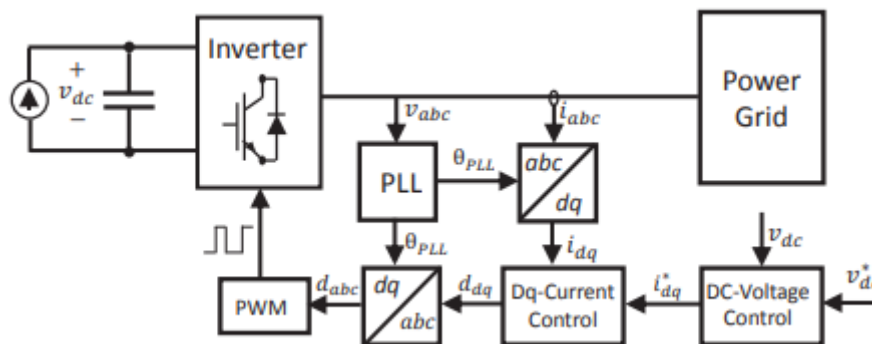 Inverter
+
v_dc
−
Power
Grid
v_abc
i_abc
θ_PLL
PLL
abc
dq
θ_PLL
i_dq
v_dc
d_abc
dq
abc
d_dq
Dq-Current
Control
i*_dq
DC-Voltage
Control
PWM